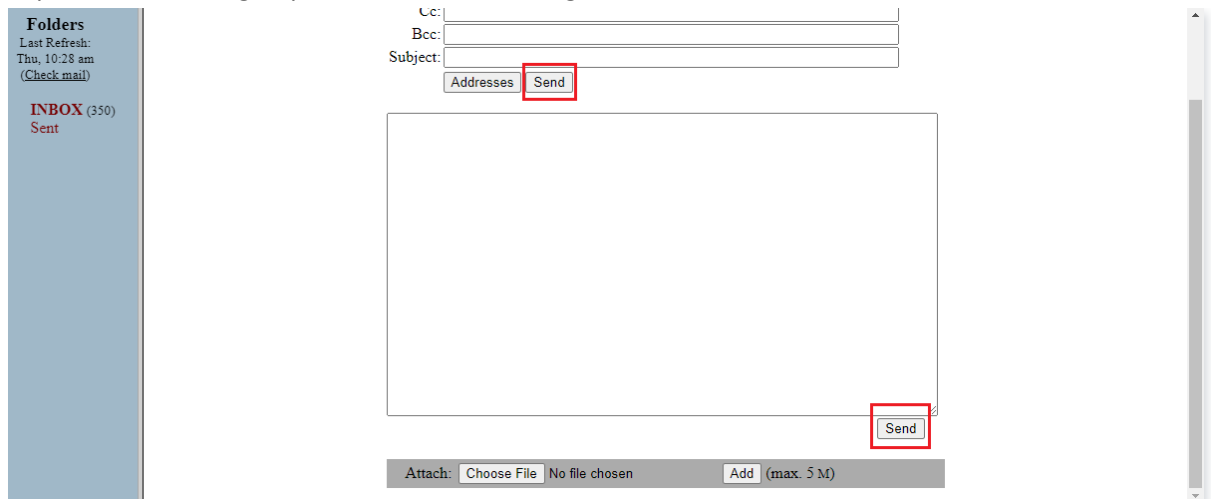 Folders
Last Refresh:
Thu, 10:28 am
(Check mail)
INBOX (350)
Sent
Cc:
Bcc:
Subject:
Addresses Send
Send
Attach: Choose File No file chosen Add (max. 5 M)